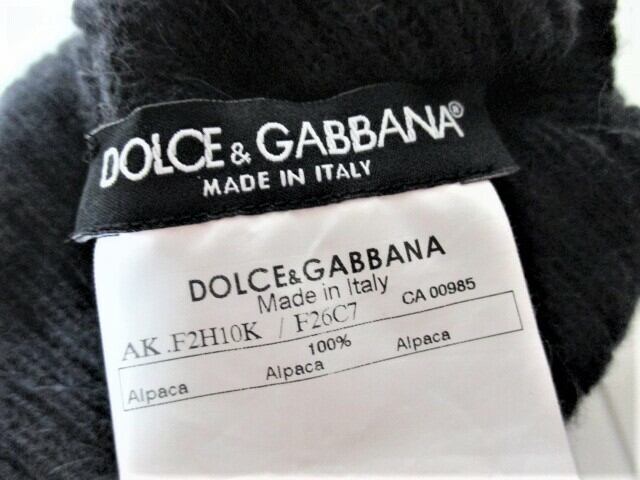 DOLCE & GABBANA®
MADE IN ITALY
DOLCE&GABBANA
Made in Italy
AK .F2H10K / F26C7 CA 00985
100%
Alpaca Alpaca Alpaca